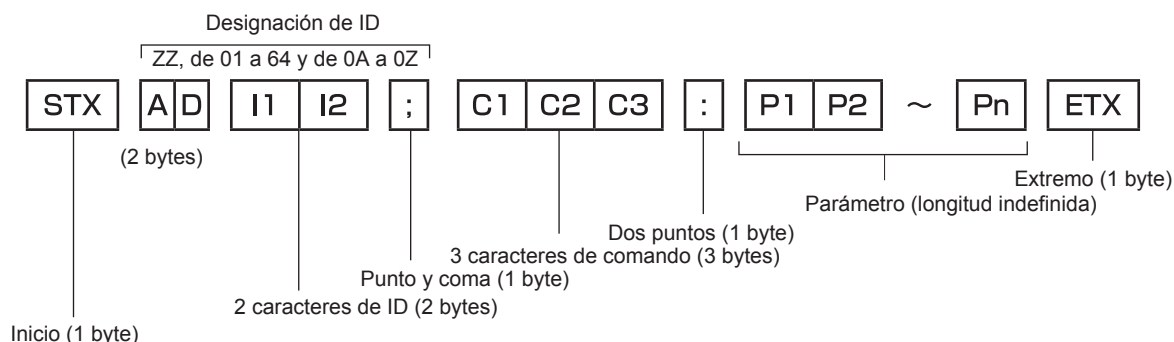 Designación de ID
ZZ, de 01 a 64 y de 0A a 0Z
STX A D I1 I2 ; C1 C2 C3 : P1 P2 ～ Pn ETX
(2 bytes)
Extremo (1 byte)
Parámetro (longitud indefinida)
Dos puntos (1 byte)
3 caracteres de comando (3 bytes)
Punto y coma (1 byte)
2 caracteres de ID (2 bytes)
Inicio (1 byte)